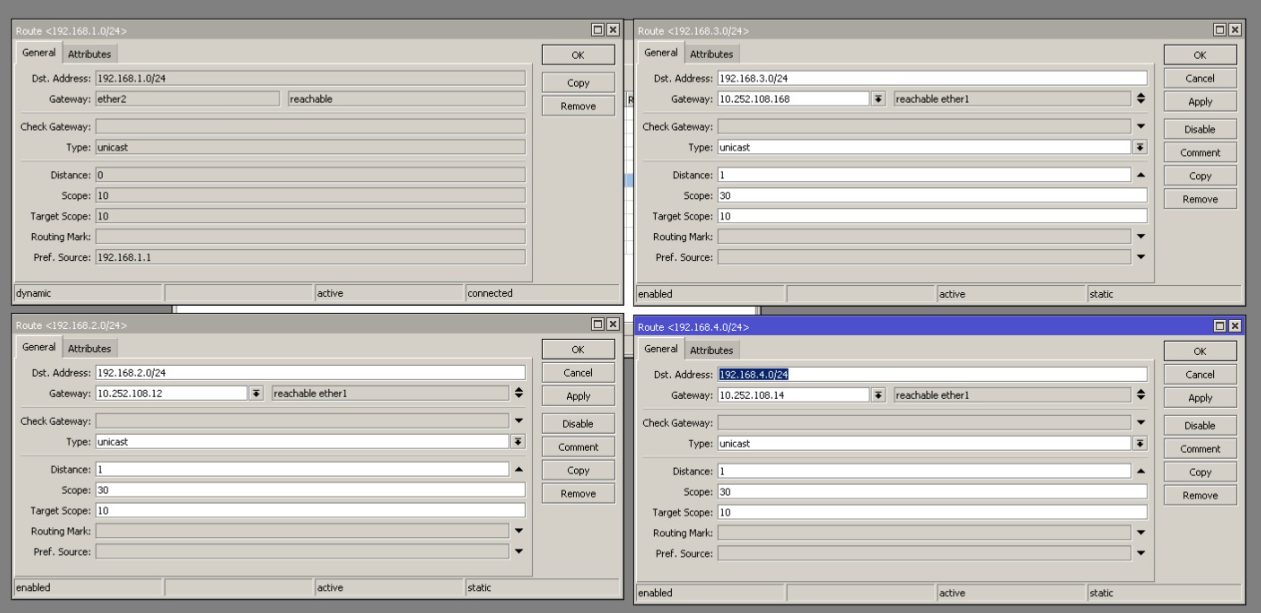 Route <192.168.1.0/24>
General Attributes
Dst. Address: 192.168.1.0/24
Gateway: ether2 reachable
Check Gateway:
Type: unicast
Distance: 0
Scope: 10
Target Scope: 10
Routing Mark:
Pref. Source: 192.168.1.1
OK
Copy
Remove
dynamic active connected
R
Route <192.168.3.0/24>
General Attributes
Dst. Address: 192.168.3.0/24
Gateway: 10.252.108.168 reachable ether1
Check Gateway:
Type: unicast
Distance: 1
Scope: 30
Target Scope: 10
Routing Mark:
Pref. Source:
OK
Cancel
Apply
Disable
Comment
Copy
Remove
enabled active static
Route <192.168.2.0/24>
General Attributes
Dst. Address: 192.168.2.0/24
Gateway: 10.252.108.12 reachable ether1
Check Gateway:
Type: unicast
Distance: 1
Scope: 30
Target Scope: 10
Routing Mark:
Pref. Source:
OK
Cancel
Apply
Disable
Comment
Copy
Remove
enabled active static
Route <192.168.4.0/24>
General Attributes
Dst. Address: 192.168.4.0/24
Gateway: 10.252.108.14 reachable ether1
Check Gateway:
Type: unicast
Distance: 1
Scope: 30
Target Scope: 10
Routing Mark:
Pref. Source:
OK
Cancel
Apply
Disable
Comment
Copy
Remove
enabled active static